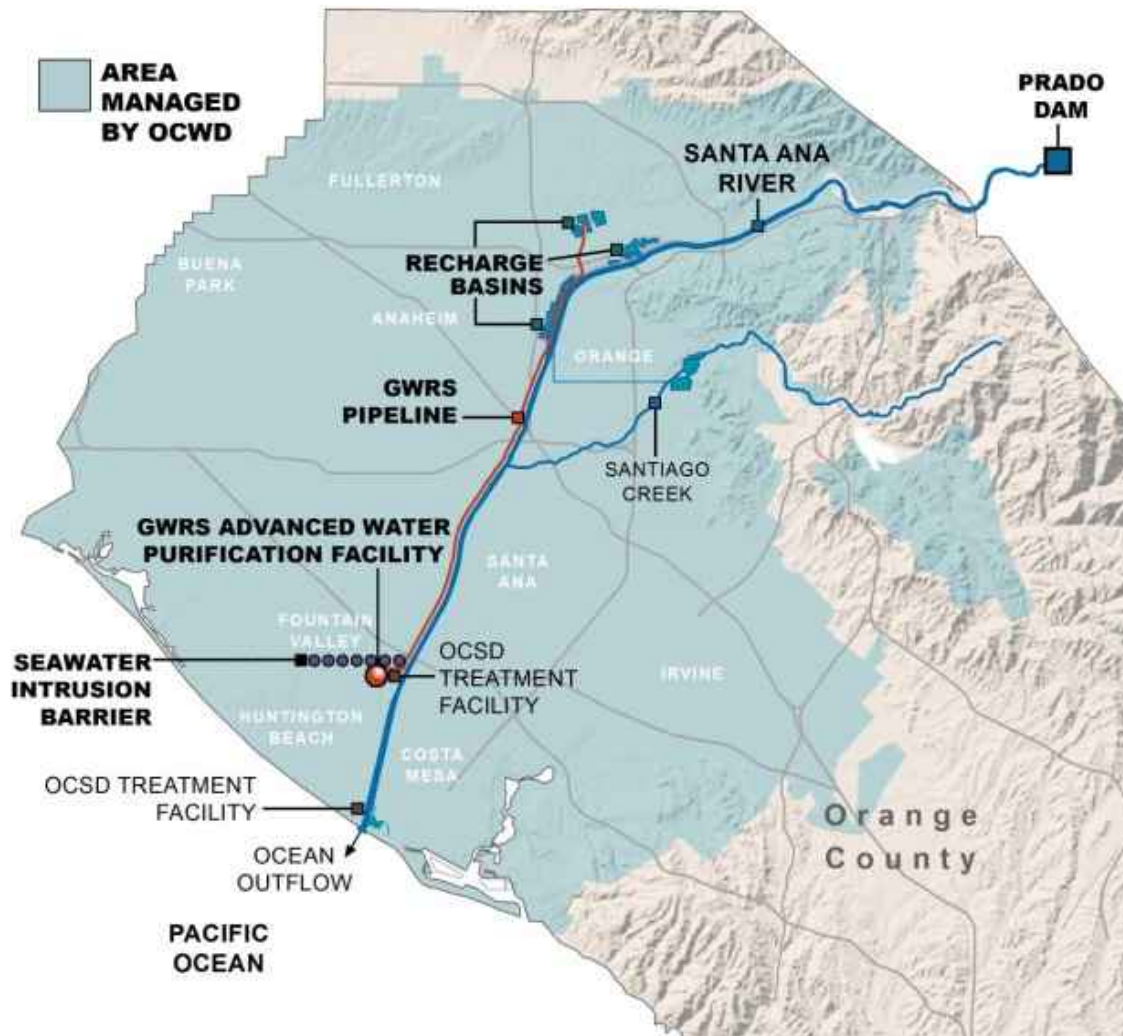 AREA
MANAGED
BY OCWD
PRADO
DAM
SANTA ANA
RIVER
FULLERTON
RECHARGE
BASINS
BUENA
PARK
ANAHEIM
ORANGE
GWRS
PIPELINE
SANTIAGO
CREEK
GWRS ADVANCED WATER
PURIFICATION FACILITY
SANTA
ANA
FOUNTAIN
VALLEY
SEAWATER
INTRUSION
BARRIER
OCSD
TREATMENT
FACILITY
IRVINE
HUNTINGTON
BEACH
COSTA
MESA
OCSD TREATMENT
FACILITY
Orange
County
OCEAN
OUTFLOW
PACIFIC
OCEAN